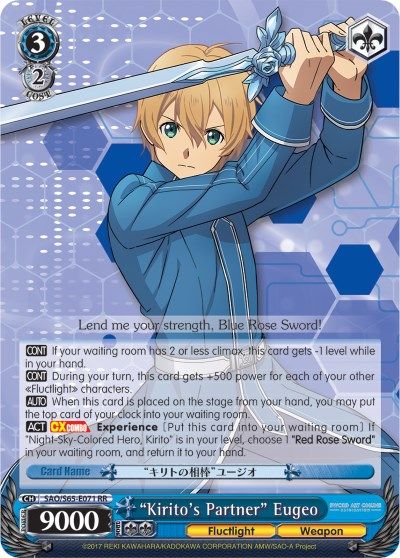 LEVEL
3
2
COST
Lend me your strength, Blue Rose Sword!
CONT If your waiting room has 2 or less climax, this card gets -1 level while
in your hand.
CONT During your turn, this card gets +500 power for each of your other
«Fluctlight» characters.
AUTO When this card is placed on the stage from your hand, you may put
the top card of your clock into your waiting room.
ACT CXCOMBO Experience [Put this card into your waiting room] If
"Night-Sky-Colored Hero, Kirito" is in your level, choose 1 "Red Rose Sword"
in your waiting room, and return it to your hand.
Card Name “キリトの相棒”ユージオ
CH SAO/S65-E071 RR
“Kirito's Partner” Eugeo
POWER
9000
Fluctlight
Weapon
©2017 REKI KAWAHARA/KADOKAWA CORPORATION AMW/SAO-A Project